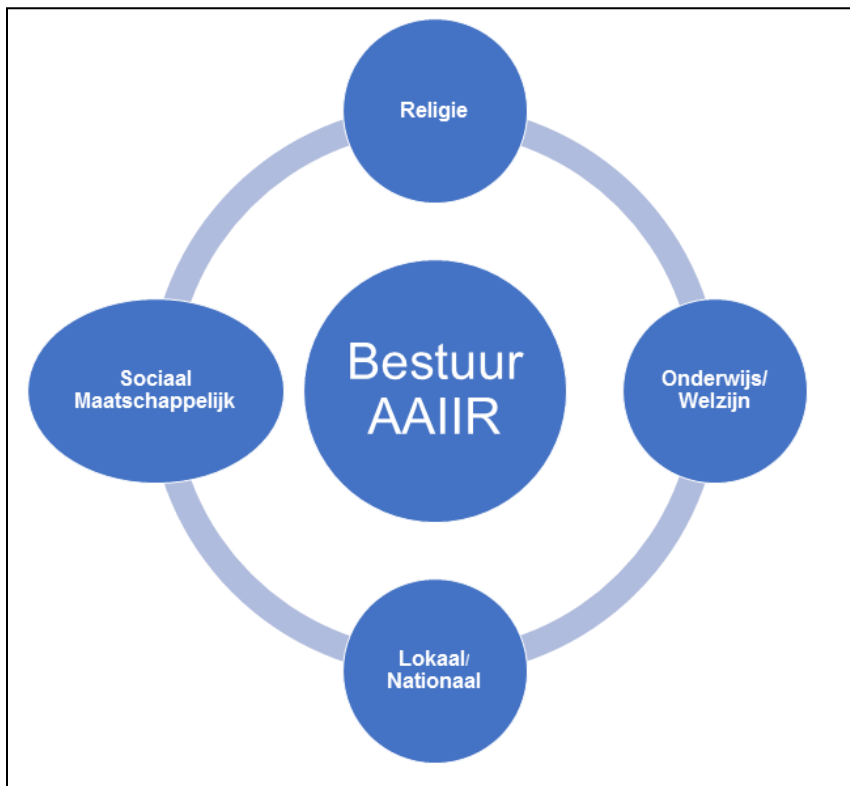 Religie
Bestuur
AAIIR
Sociaal
Maatschappelijk
Onderwijs/
Welzijn
Lokaal/
Nationaal